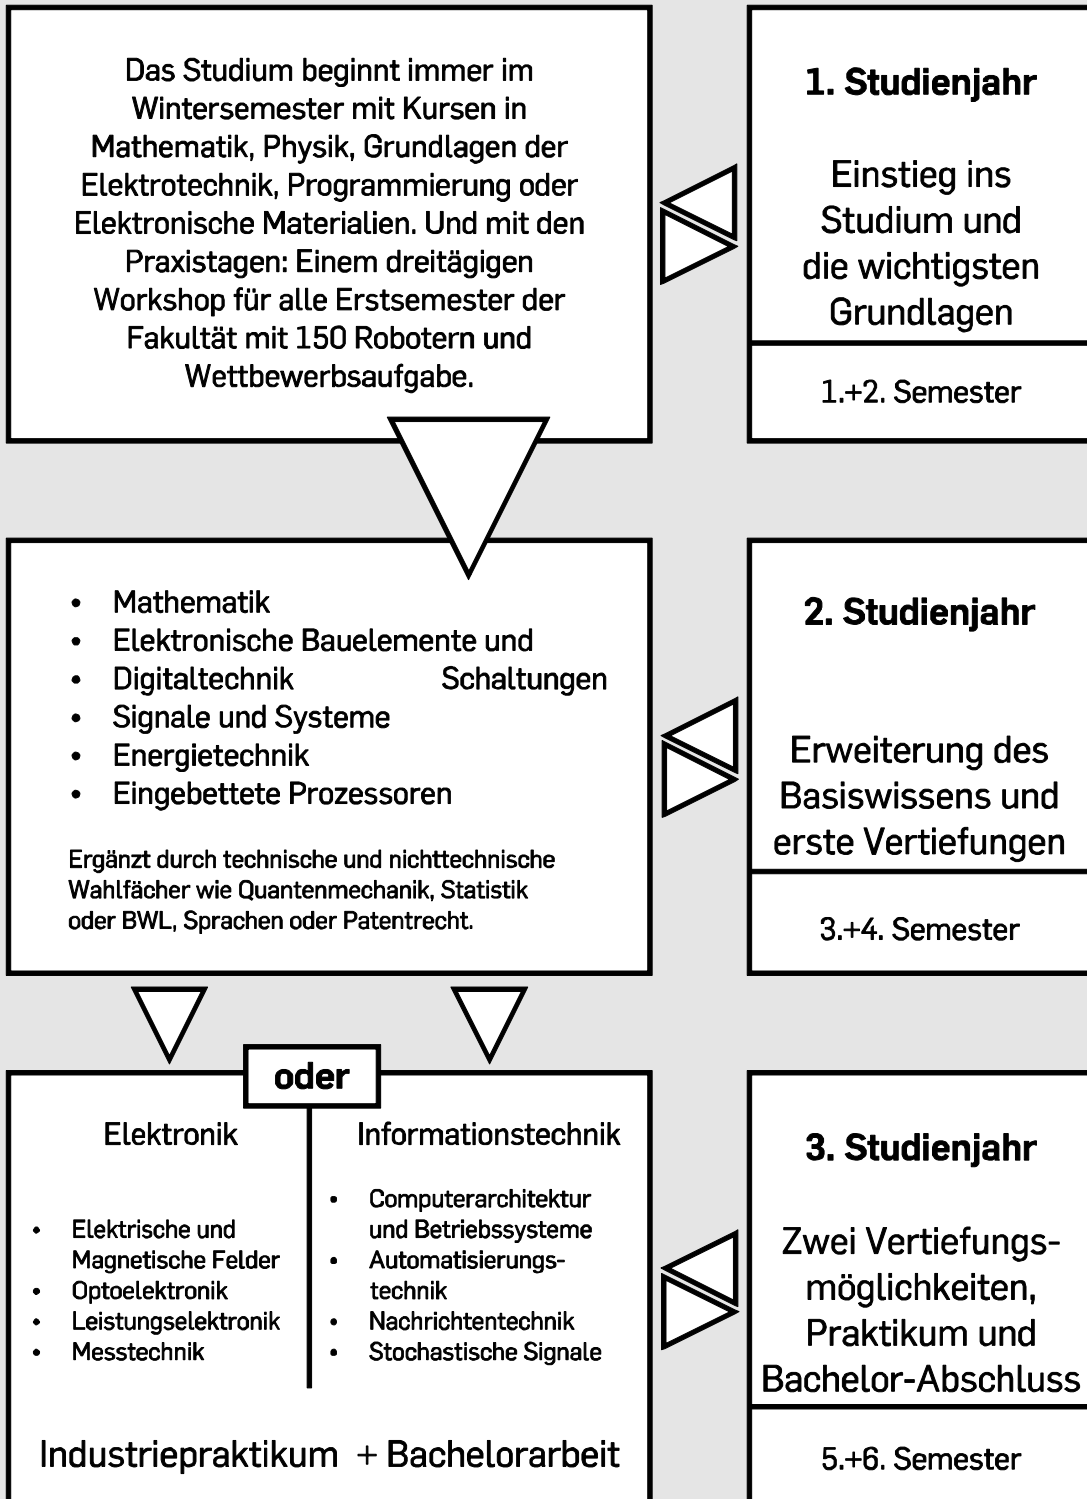 Das Studium beginnt immer im
Wintersemester mit Kursen in
Mathematik, Physik, Grundlagen der
Elektrotechnik, Programmierung oder
Elektronische Materialien. Und mit den
Praxistagen: Einem dreitägigen
Workshop für alle Erstsemester der
Fakultät mit 150 Robotern und
Wettbewerbsaufgabe.
1. Studienjahr
Einstieg ins
Studium und
die wichtigsten
Grundlagen
1.+2. Semester
• Mathematik
• Elektronische Bauelemente und
• Digitaltechnik Schaltungen
• Signale und Systeme
• Energietechnik
• Eingebettete Prozessoren
Ergänzt durch technische und nichttechnische
Wahlfächer wie Quantenmechanik, Statistik
oder BWL, Sprachen oder Patentrecht.
2. Studienjahr
Erweiterung des
Basiswissens und
erste Vertiefungen
3.+4. Semester
oder
Elektronik
• Elektrische und
Magnetische Felder
• Optoelektronik
• Leistungselektronik
• Messtechnik
Informationstechnik
• Computerarchitektur
und Betriebssysteme
• Automatisierungs-
technik
• Nachrichtentechnik
• Stochastische Signale
Industriepraktikum + Bachelorarbeit
3. Studienjahr
Zwei Vertiefungs-
möglichkeiten,
Praktikum und
Bachelor-Abschluss
5.+6. Semester